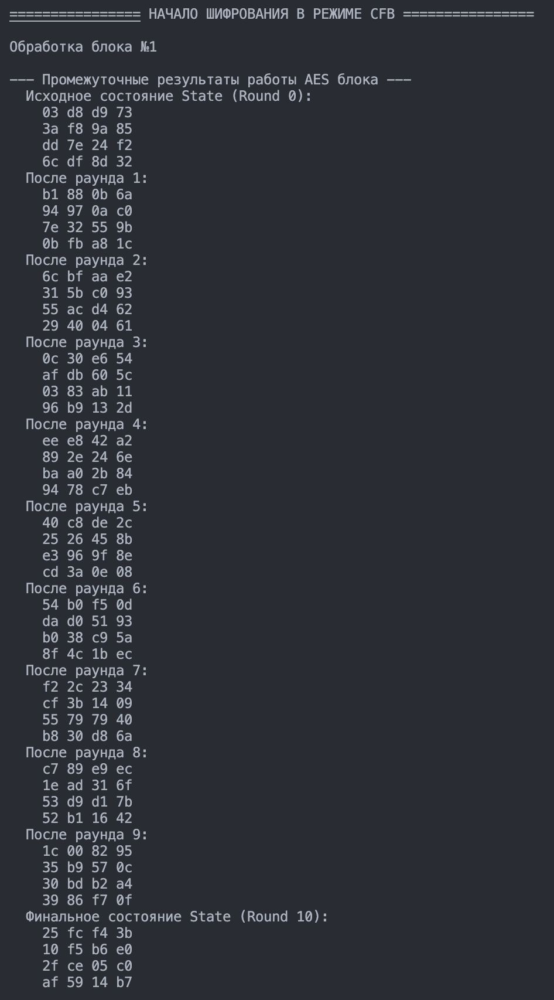 ================ НАЧАЛО ШИФРОВАНИЯ В РЕЖИМЕ CFB ================
Обработка блока №1
--- Промежуточные результаты работы AES блока ---
Исходное состояние State (Round 0):
03 d8 d9 73
3a f8 9a 85
dd 7e 24 f2
6c df 8d 32
После раунда 1:
b1 88 0b 6a
94 97 0a c0
7e 32 55 9b
0b fb a8 1c
После раунда 2:
6c bf aa e2
31 5b c0 93
55 ac d4 62
29 40 04 61
После раунда 3:
0c 30 e6 54
af db 60 5c
03 83 ab 11
96 b9 13 2d
После раунда 4:
ee e8 42 a2
89 2e 24 6e
ba a0 2b 84
94 78 c7 eb
После раунда 5:
40 c8 de 2c
25 26 45 8b
e3 96 9f 8e
cd 3a 0e 08
После раунда 6:
54 b0 f5 0d
da d0 51 93
b0 38 c9 5a
8f 4c 1b ec
После раунда 7:
f2 2c 23 34
cf 3b 14 09
55 79 79 40
b8 30 d8 6a
После раунда 8:
c7 89 e9 ec
1e ad 31 6f
53 d9 d1 7b
52 b1 16 42
После раунда 9:
1c 00 82 95
35 b9 57 0c
30 bd b2 a4
39 86 f7 0f
Финальное состояние State (Round 10):
25 fc f4 3b
10 f5 b6 e0
2f ce 05 c0
af 59 14 b7